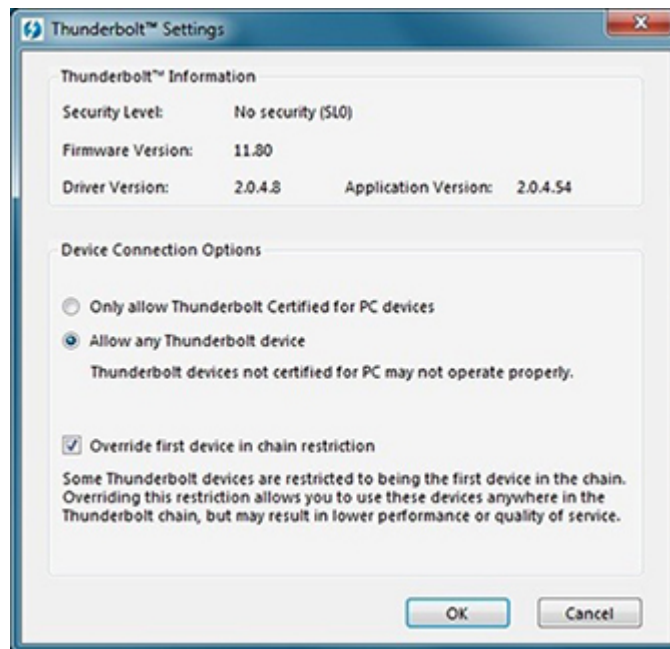 Thunderbolt™ Settings
Thunderbolt™ Information
Security Level: No security (SL0)
Firmware Version: 11.80
Driver Version: 2.0.4.8 Application Version: 2.0.4.54
Device Connection Options
Only allow Thunderbolt Certified for PC devices
Allow any Thunderbolt device
Thunderbolt devices not certified for PC may not operate properly.
Override first device in chain restriction
Some Thunderbolt devices are restricted to being the first device in the chain.
Overriding this restriction allows you to use these devices anywhere in the
Thunderbolt chain, but may result in lower performance or quality of service.
OK Cancel